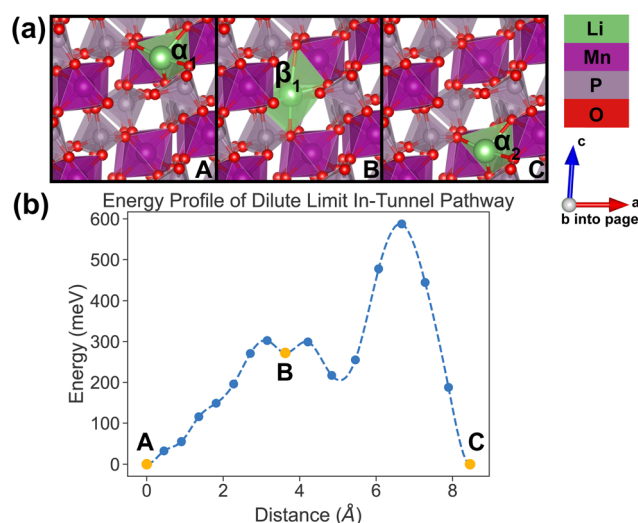 (a)
α1
A
β1
B
α2
C
Li
Mn
P
O
c
a
b into page
(b)
Energy Profile of Dilute Limit In-Tunnel Pathway
600
500
400
300
200
100
0
Energy (meV)
A
B
C
0
2
4
6
8
Distance (Å)